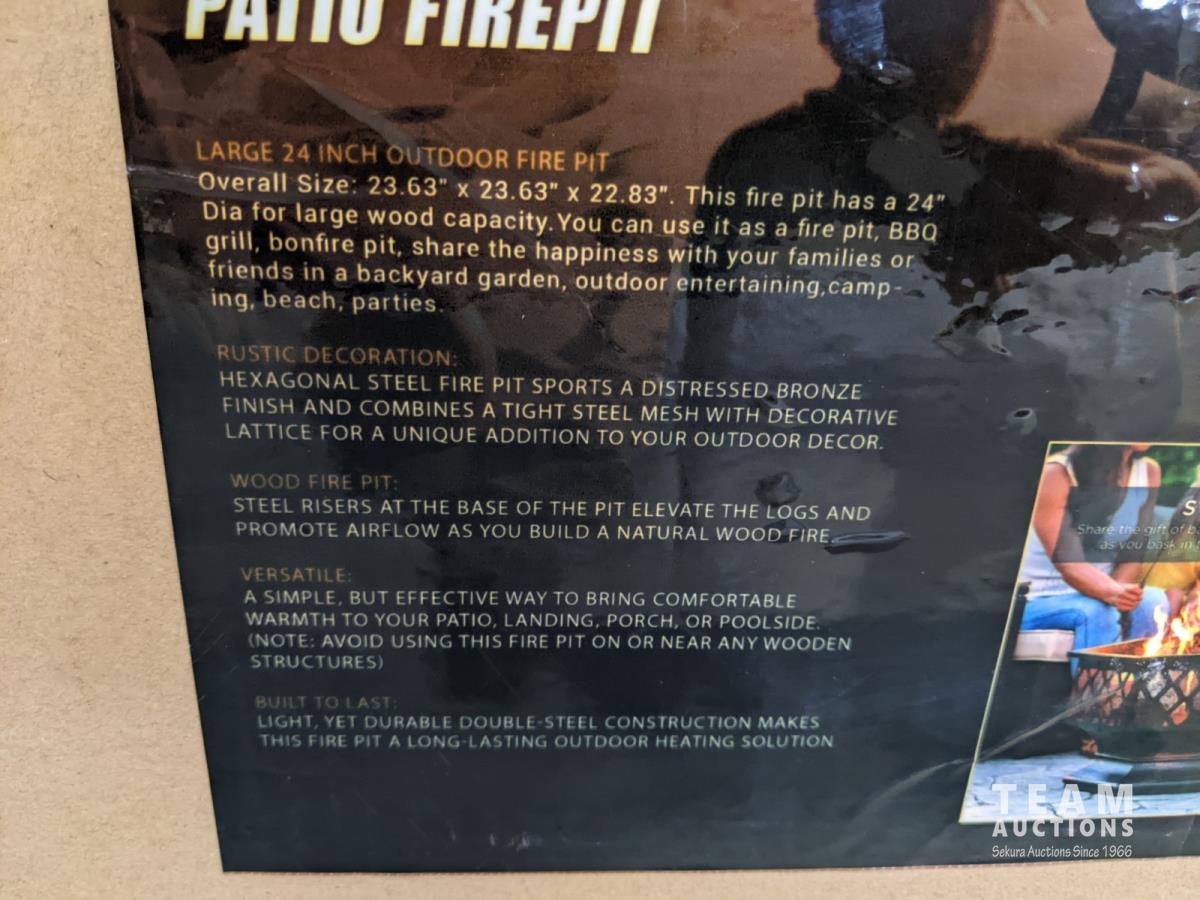 PATIO FIREPIT
LARGE 24 INCH OUTDOOR FIRE PIT
Overall Size: 23.63" x 23.63" x 22.83". This fire pit has a 24"
Dia for large wood capacity.You can use it as a fire pit, BBQ
grill, bonfire pit, share the happiness with your families or
friends in a backyard garden, outdoor entertaining,camp-
ing, beach, parties.
RUSTIC DECORATION:
HEXAGONAL STEEL FIRE PIT SPORTS A DISTRESSED BRONZE
FINISH AND COMBINES A TIGHT STEEL MESH WITH DECORATIVE
LATTICE FOR A UNIQUE ADDITION TO YOUR OUTDOOR DECOR.
WOOD FIRE PIT:
STEEL RISERS AT THE BASE OF THE PIT ELEVATE THE LOGS AND
PROMOTE AIRFLOW AS YOU BUILD A NATURAL WOOD FIRE.
VERSATILE:
A SIMPLE, BUT EFFECTIVE WAY TO BRING COMFORTABLE
WARMTH TO YOUR PATIO, LANDING, PORCH, OR POOLSIDE.
(NOTE: AVOID USING THIS FIRE PIT ON OR NEAR ANY WOODEN
STRUCTURES)
BUILT TO LAST:
LIGHT, YET DURABLE DOUBLE-STEEL CONSTRUCTION MAKES
THIS FIRE PIT A LONG-LASTING OUTDOOR HEATING SOLUTION
S
Share the gift of
as you bask in
TEAM
AUCTIONS
Sekura Auctions Since 1966